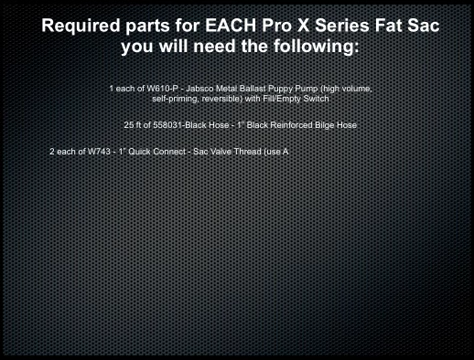 Required parts for EACH Pro X Series Fat Sac
you will need the following:
1 each of W610-P - Jabsco Metal Ballast Puppy Pump (high volume,
self-priming, reversible) with Fill/Empty Switch
25 ft of 558031-Black Hose - 1" Black Reinforced Bilge Hose
2 each of W743 - 1" Quick Connect - Sac Valve Thread (use A